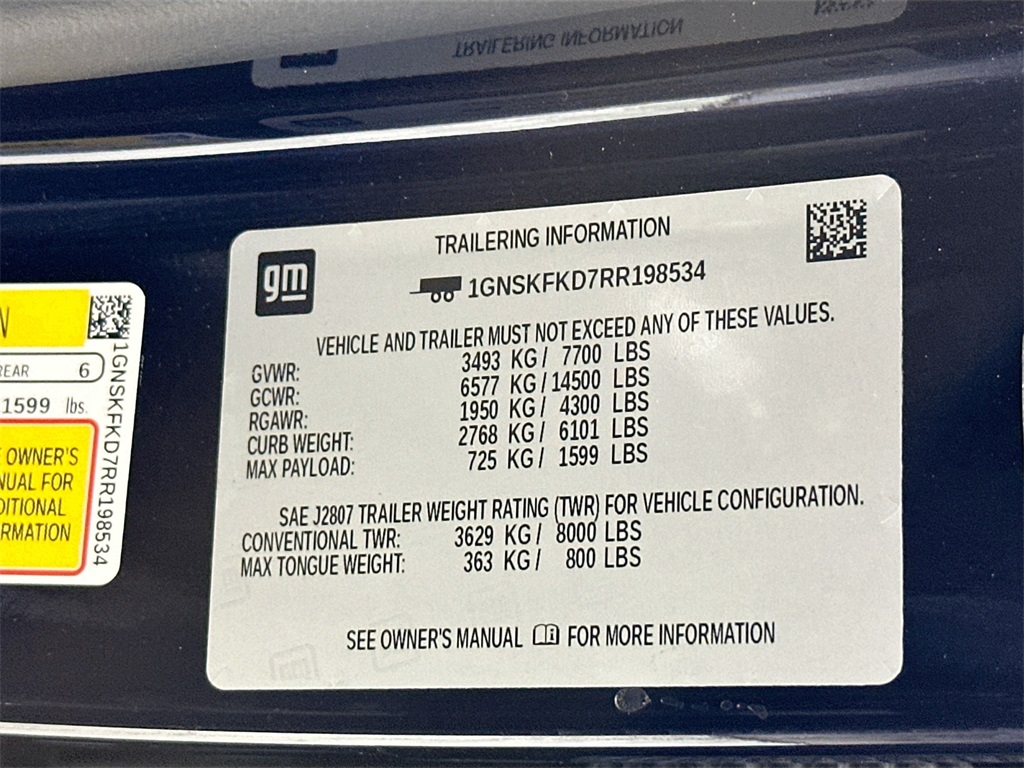 TRAILERING INFORMATION
gm
TRAILERING INFORMATION
1GNSKFKD7RR198534
VEHICLE AND TRAILER MUST NOT EXCEED ANY OF THESE VALUES.
GVWR: 3493 KG / 7700 LBS
GCWR: 6577 KG /14500 LBS
RGAWR: 1950 KG / 4300 LBS
CURB WEIGHT: 2768 KG / 6101 LBS
MAX PAYLOAD: 725 KG / 1599 LBS
SAE J2807 TRAILER WEIGHT RATING (TWR) FOR VEHICLE CONFIGURATION.
CONVENTIONAL TWR: 3629 KG / 8000 LBS
MAX TONGUE WEIGHT: 363 KG / 800 LBS
SEE OWNER'S MANUAL FOR MORE INFORMATION
REAR 6
1599 lbs.
OWNER'S
FOR
1GNSKFKD7RR198534